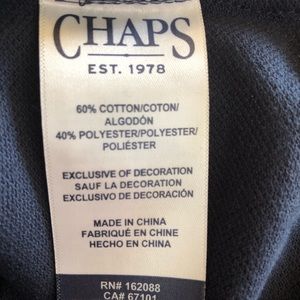 CHAPS
EST. 1978
60% COTTON/COTON/
ALGODÓN
40% POLYESTER/POLYESTER/
POLIÉSTER
EXCLUSIVE OF DECORATION
SAUF LA DECORATION
EXCLUSIVO DE DECORACIÓN
MADE IN CHINA
FABRIQUÉ EN CHINE
HECHO EN CHINA
RN# 162088
CA# 67101